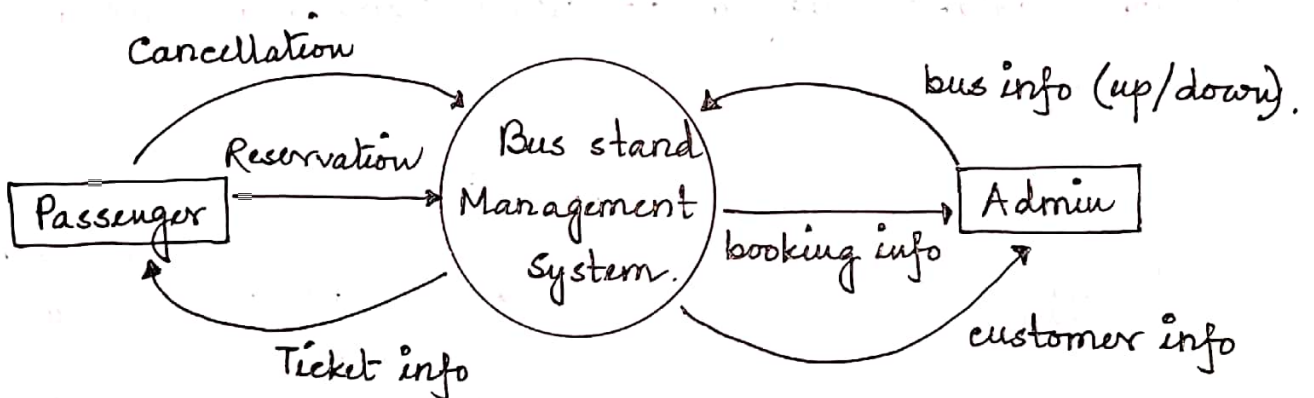 Cancellation
bus info (up/down).
Reservation
Bus stand
Management
System.
Passenger
Admin
booking info
Ticket info
customer info